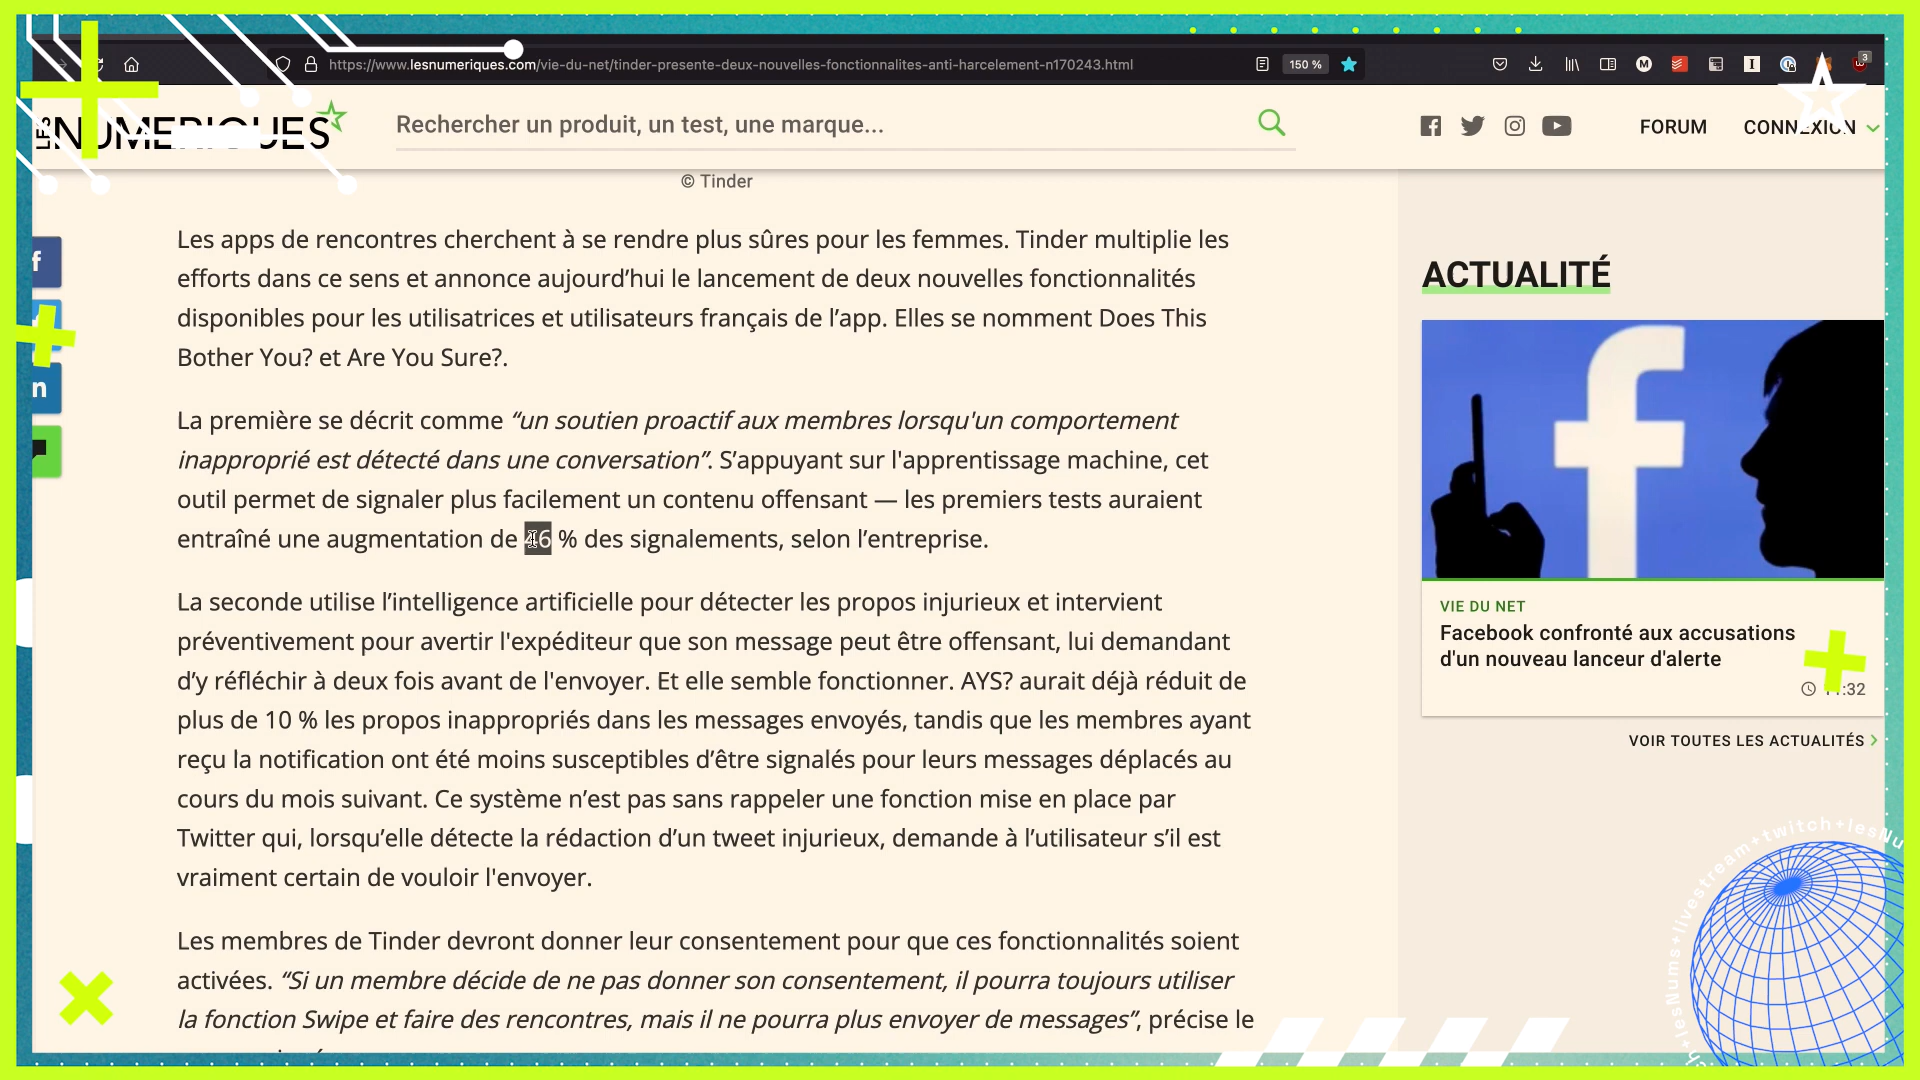 https://www.lesnumeriques.com/vie-du-net/tinder-presente-deux-nouvelles-fonctionnalites-anti-harcelement-n170243.html
150 %
3
LES NUMERIQUES
Rechercher un produit, un test, une marque...
FORUM
CONNEXION
© Tinder
Les apps de rencontres cherchent à se rendre plus sûres pour les femmes. Tinder multiplie les
efforts dans ce sens et annonce aujourd’hui le lancement de deux nouvelles fonctionnalités
disponibles pour les utilisatrices et utilisateurs français de l’app. Elles se nomment Does This
Bother You? et Are You Sure?.
La première se décrit comme “un soutien proactif aux membres lorsqu'un comportement
inapproprié est détecté dans une conversation”. S’appuyant sur l'apprentissage machine, cet
outil permet de signaler plus facilement un contenu offensant — les premiers tests auraient
entraîné une augmentation de 46 % des signalements, selon l’entreprise.
La seconde utilise l’intelligence artificielle pour détecter les propos injurieux et intervient
préventivement pour avertir l'expéditeur que son message peut être offensant, lui demandant
d’y réfléchir à deux fois avant de l'envoyer. Et elle semble fonctionner. AYS? aurait déjà réduit de
plus de 10 % les propos inappropriés dans les messages envoyés, tandis que les membres ayant
reçu la notification ont été moins susceptibles d’être signalés pour leurs messages déplacés au
cours du mois suivant. Ce système n’est pas sans rappeler une fonction mise en place par
Twitter qui, lorsqu’elle détecte la rédaction d’un tweet injurieux, demande à l’utilisateur s’il est
vraiment certain de vouloir l'envoyer.
Les membres de Tinder devront donner leur consentement pour que ces fonctionnalités soient
activées. “Si un membre décide de ne pas donner son consentement, il pourra toujours utiliser
la fonction Swipe et faire des rencontres, mais il ne pourra plus envoyer de messages”, précise le
ACTUALITÉ
VIE DU NET
Facebook confronté aux accusations
d'un nouveau lanceur d'alerte
:32
VOIR TOUTES LES ACTUALITÉS
lesNums+livestream+twitch+lesNu